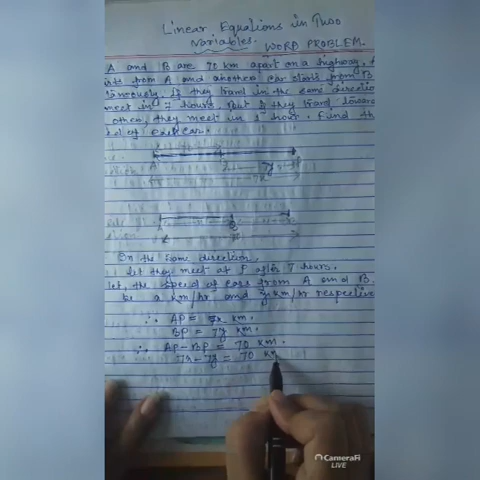 Linear Equations in Two
Variables. WORD PROBLEM.
A and B are 70 km apart on a highway.
from A and another car starts from B
If they travel in the same direction
meet in 7 hours. But if they travel
other, they meet in 1 hour. Find
of each car.
On the same direction.
let they meet at P after 7 hours.
let, the speed of cars from A and B
be x km/hr and y km/hr
∴ AP = 7x km.
BP = 7y km.
∴ AP - BP = 70 km.
7x - 7y = 70 km
CameraFi
LIVE